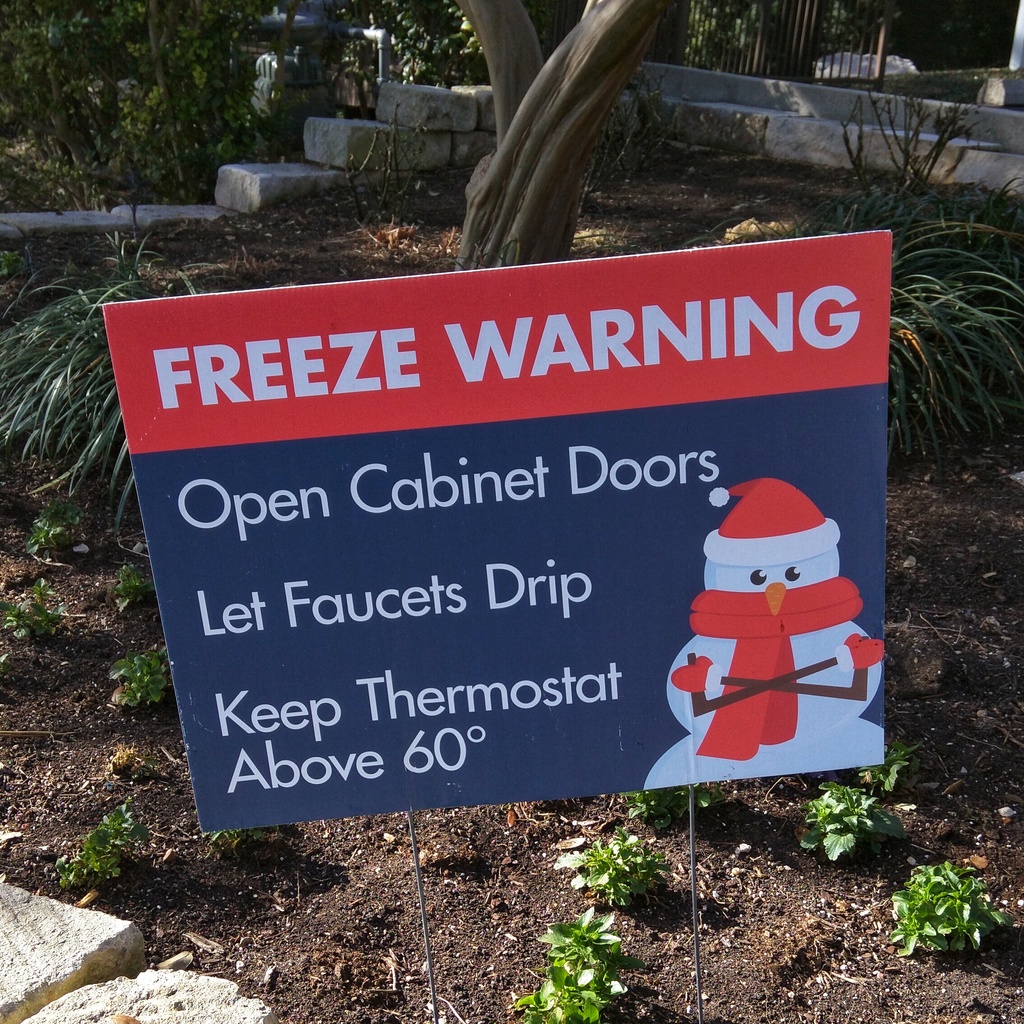 FREEZE WARNING
Open Cabinet Doors
Let Faucets Drip
Keep Thermostat
Above 60°